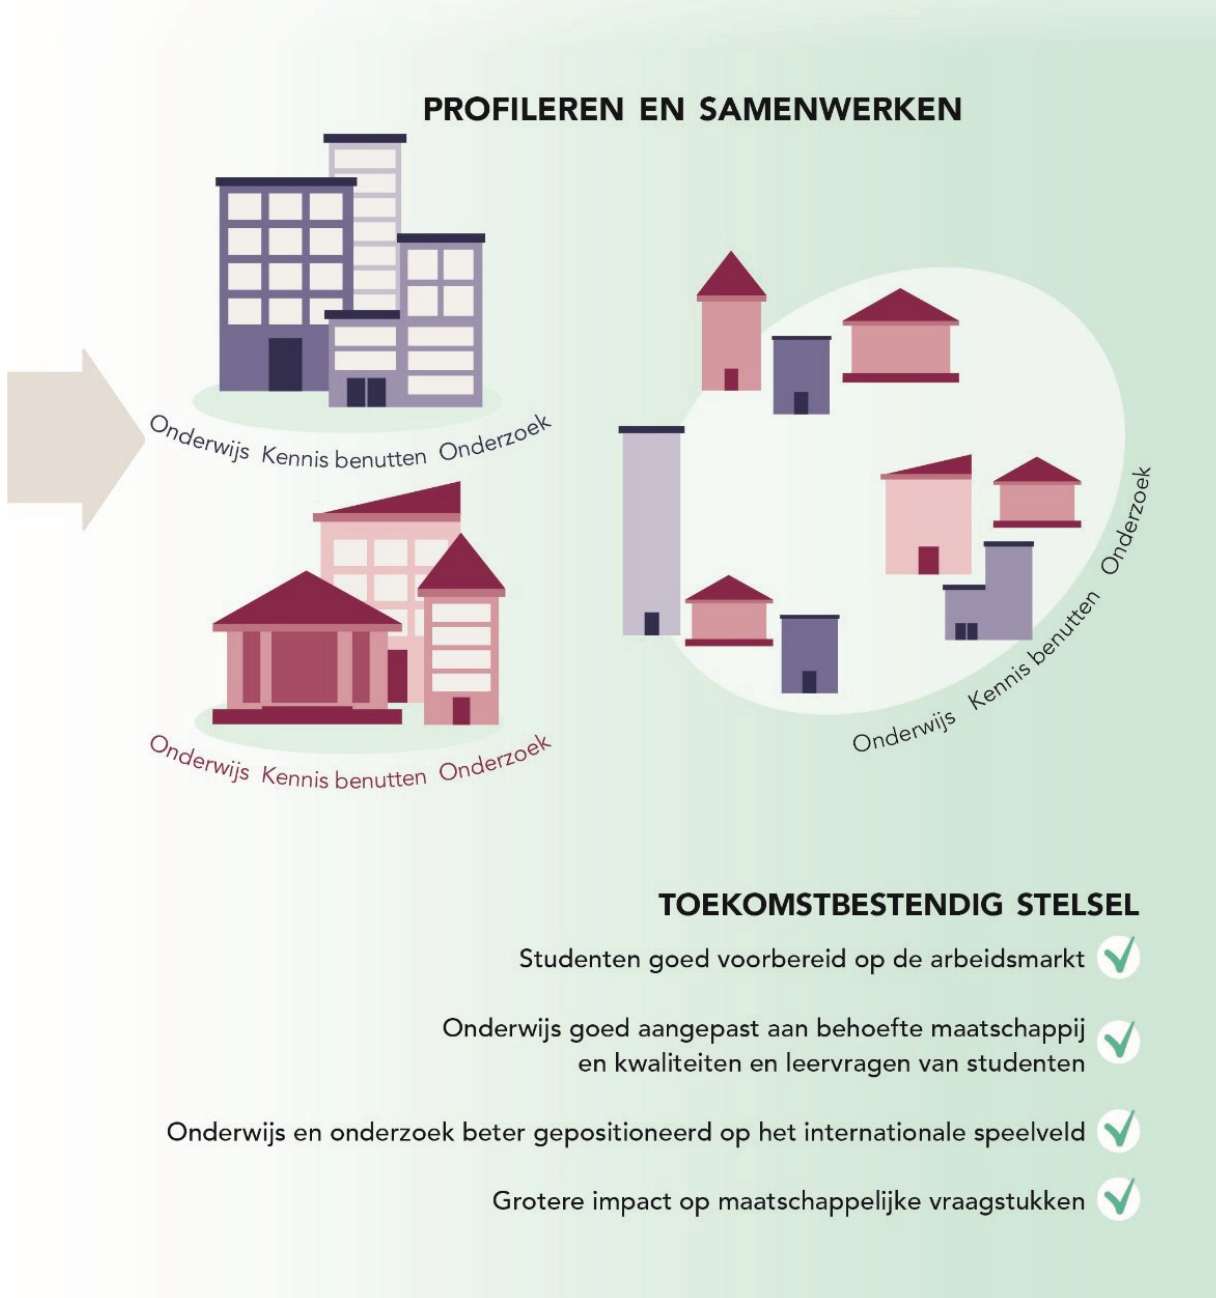 PROFILEREN EN SAMENWERKEN
Onderwijs Kennis benutten Onderzoek
Onderwijs Kennis benutten Onderzoek
Onderwijs Kennis benutten Onderzoek
TOEKOMSTBESTENDIG STELSEL
Studenten goed voorbereid op de arbeidsmarkt
Onderwijs goed aangepast aan behoefte maatschappij
en kwaliteiten en leervragen van studenten
Onderwijs en onderzoek beter gepositioneerd op het internationale speelveld
Grotere impact op maatschappelijke vraagstukken